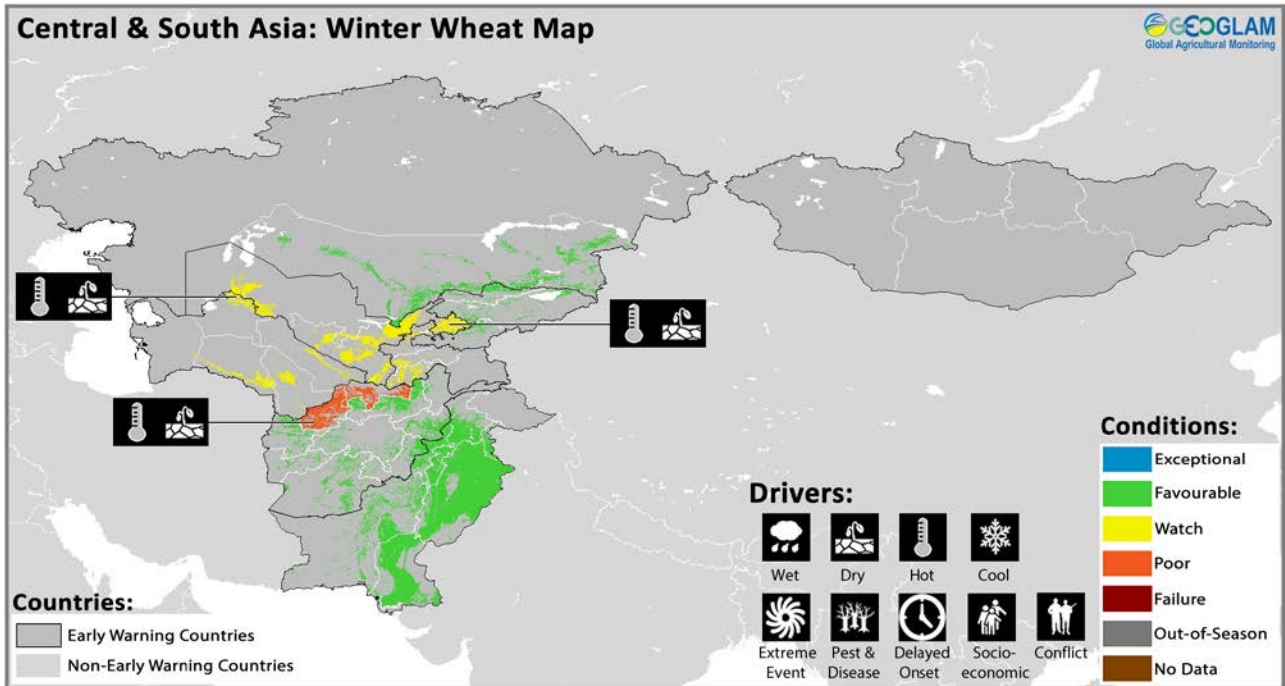 Central & South Asia: Winter Wheat Map
GEOGLAM
Global Agricultural Monitoring
Countries:
Early Warning Countries
Non-Early Warning Countries
Drivers:
Wet
Dry
Hot
Cool
Extreme
Event
Pest &
Disease
Delayed
Onset
Socio-
economic
Conflict
Conditions:
Exceptional
Favourable
Watch
Poor
Failure
Out-of-Season
No Data